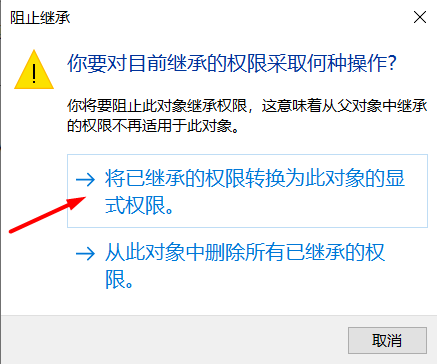 阻止继承
你要对目前继承的权限采取何种操作?
你将要阻止此对象继承权限，这意味着从父对象中继承
的权限不再适用于此对象。
将已继承的权限转换为此对象的显
式权限。
从此对象中删除所有已继承的权
限。
取消